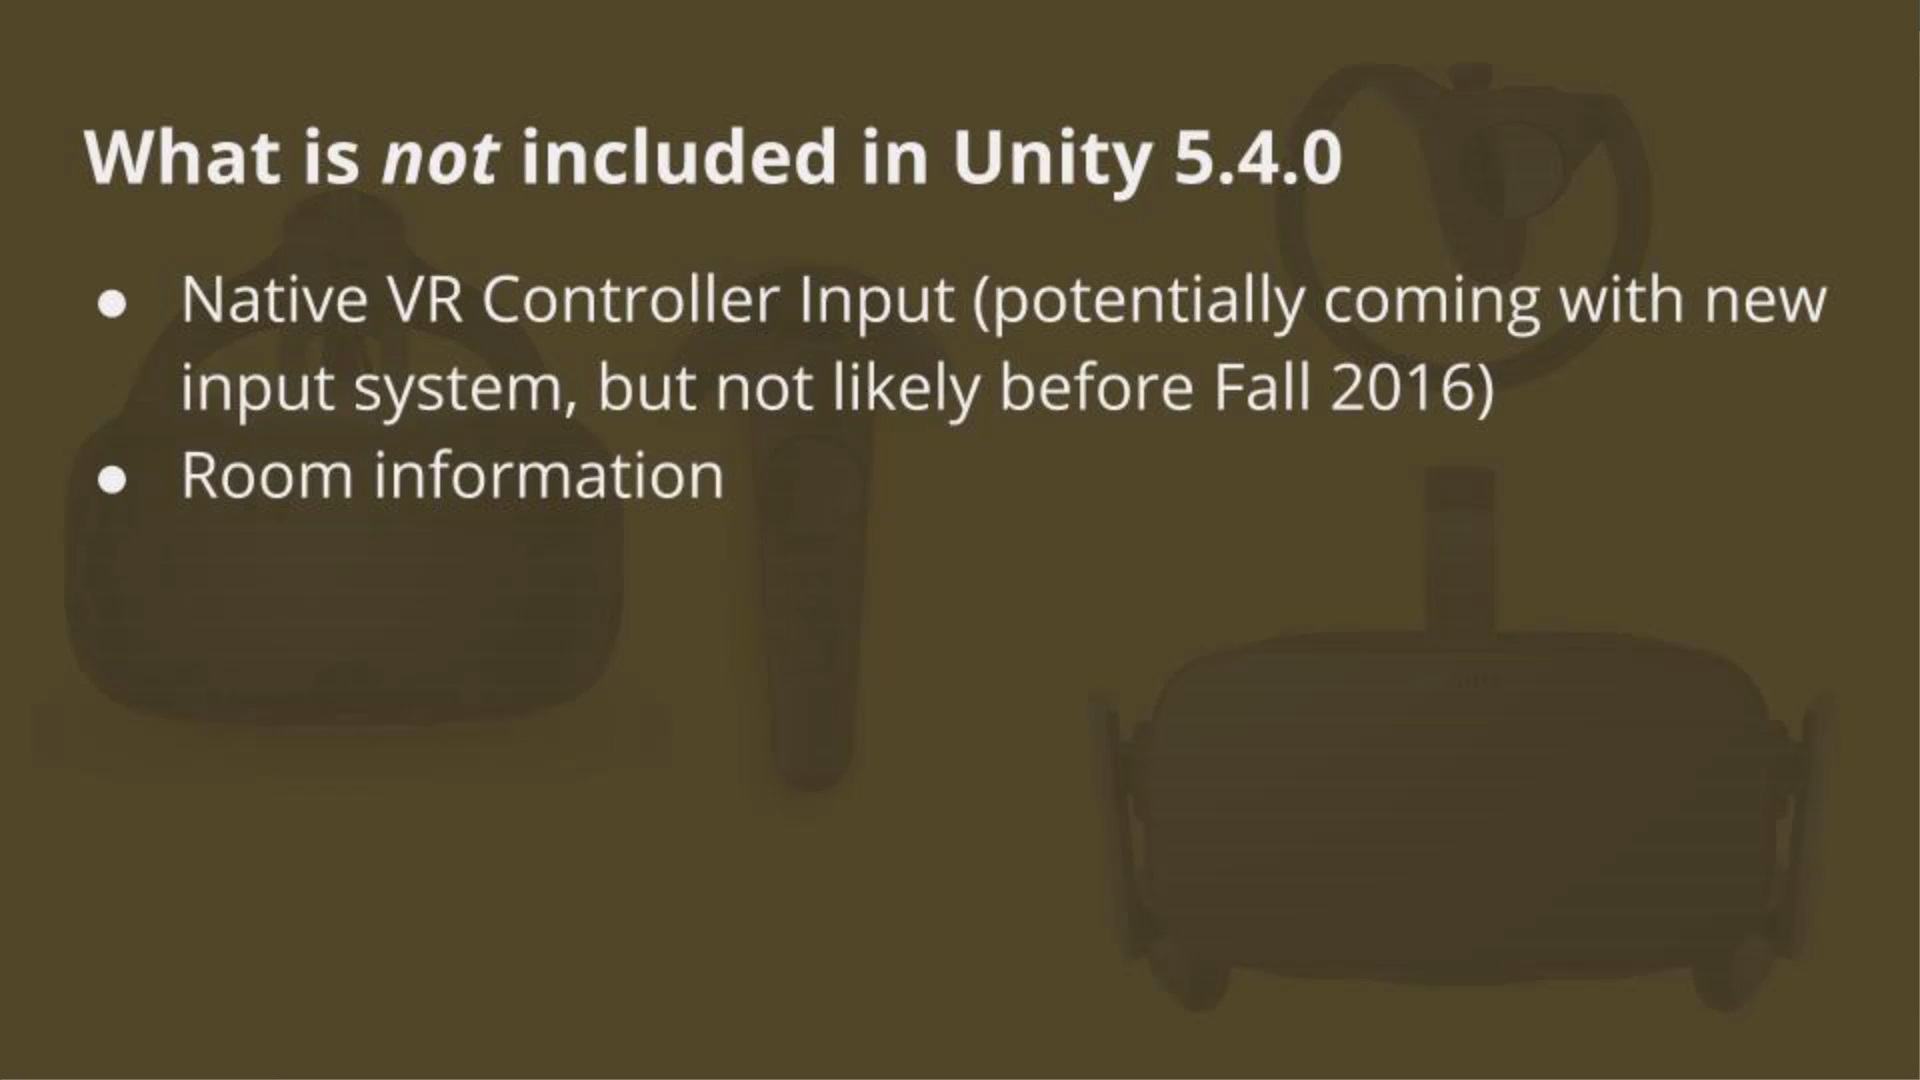 What is not included in Unity 5.4.0
● Native VR Controller Input (potentially coming with new
input system, but not likely before Fall 2016)
● Room information